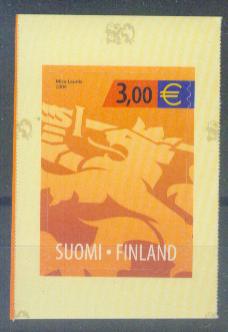 3,00 €
SUOMI • FINLAND